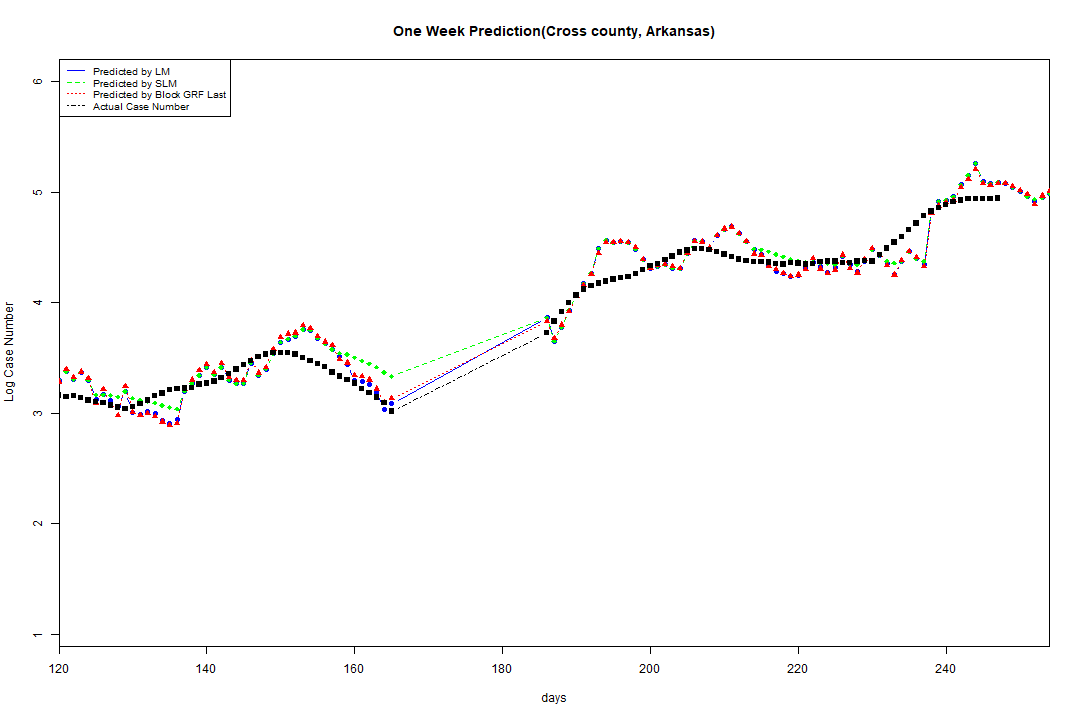 One Week Prediction(Cross county, Arkansas)
Predicted by LM
Predicted by SLM
Predicted by Block GRF Last
Actual Case Number
6
5
4
3
2
1
Log Case Number
120 140 160 180 200 220 240
days